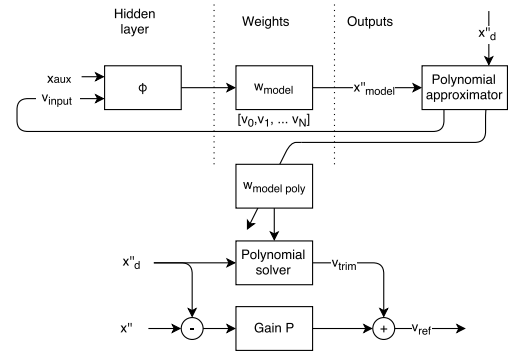 Hidden
layer
Weights
Outputs
x"d
xaux
vinput
ϕ
wmodel
x"model
Polynomial
approximator
[v0,v1, ... vN]
wmodel poly
x"d
Polynomial
solver
vtrim
x"
-
Gain P
+
vref